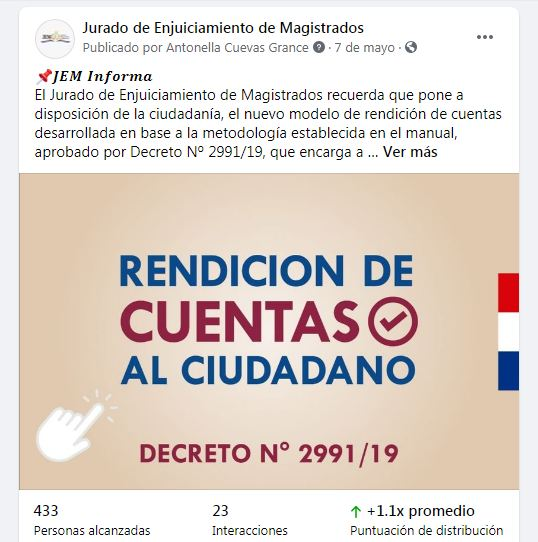 Jurado de Enjuiciamiento de Magistrados
Publicado por Antonella Cuevas Grance · 7 de mayo ·
JEM Informa
El Jurado de Enjuiciamiento de Magistrados recuerda que pone a
disposición de la ciudadanía, el nuevo modelo de rendición de cuentas
desarrollada en base a la metodología establecida en el manual,
aprobado por Decreto Nº 2991/19, que encarga a ... Ver más
RENDICION DE
CUENTAS
AL CIUDADANO
DECRETO N° 2991/19
433 23 +1.1x promedio
Personas alcanzadas Interacciones Puntuación de distribución